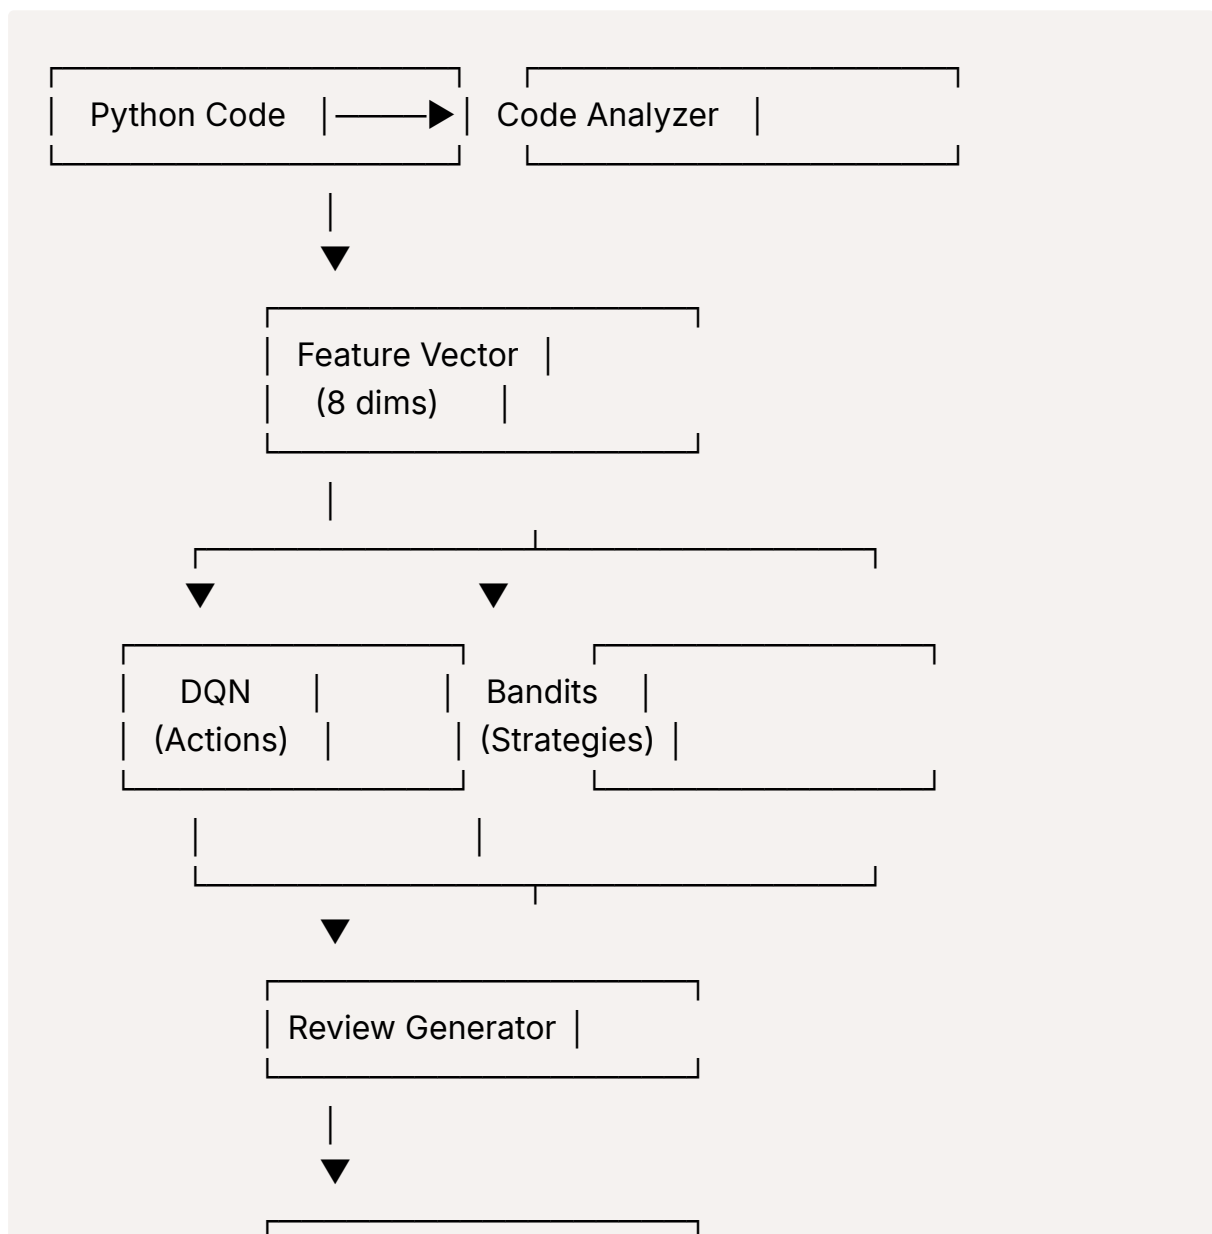 Python Code Code Analyzer
Feature Vector
(8 dims)
DQN Bandits
(Actions) (Strategies)
Review Generator